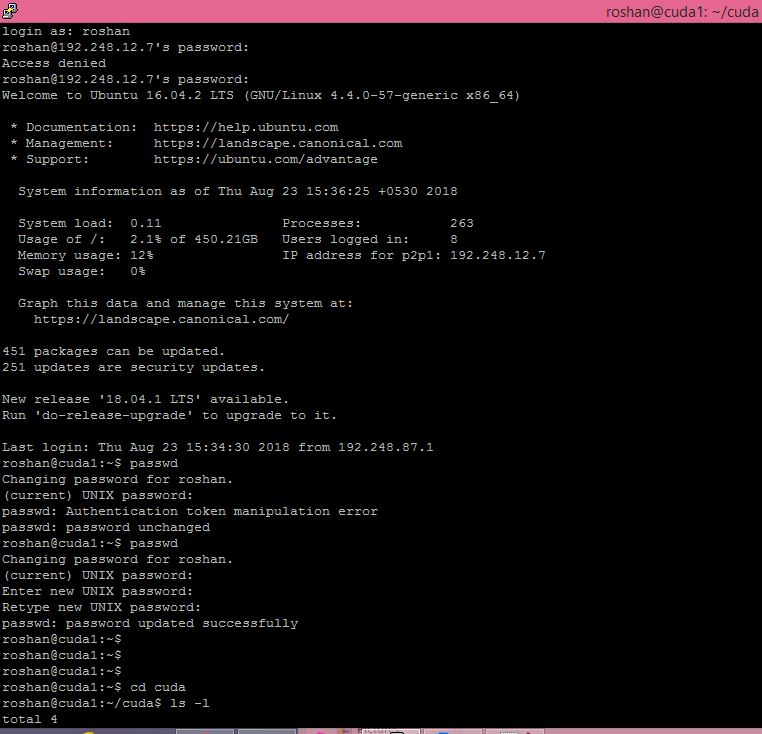 roshan@cuda1: ~/cuda
login as: roshan
roshan@192.248.12.7's password:
Access denied
roshan@192.248.12.7's password:
Welcome to Ubuntu 16.04.2 LTS (GNU/Linux 4.4.0-57-generic x86_64)
* Documentation:  https://help.ubuntu.com
* Management:     https://landscape.canonical.com
* Support:        https://ubuntu.com/advantage
System information as of Thu Aug 23 15:36:25 +0530 2018
System load:  0.11               Processes:           263
Usage of /:   2.1% of 450.21GB   Users logged in:     8
Memory usage: 12%                IP address for p2p1: 192.248.12.7
Swap usage:   0%
Graph this data and manage this system at:
https://landscape.canonical.com/
451 packages can be updated.
251 updates are security updates.
New release '18.04.1 LTS' available.
Run 'do-release-upgrade' to upgrade to it.
Last login: Thu Aug 23 15:34:30 2018 from 192.248.87.1
roshan@cuda1:~$ passwd
Changing password for roshan.
(current) UNIX password:
passwd: Authentication token manipulation error
passwd: password unchanged
roshan@cuda1:~$ passwd
Changing password for roshan.
(current) UNIX password:
Enter new UNIX password:
Retype new UNIX password:
passwd: password updated successfully
roshan@cuda1:~$
roshan@cuda1:~$
roshan@cuda1:~$
roshan@cuda1:~$ cd cuda
roshan@cuda1:~/cuda$ ls -l
total 4